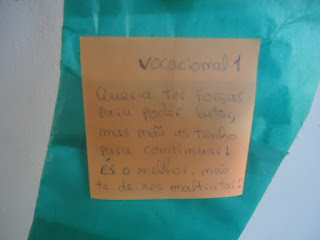 Vocacional 1
Queria ter forças
para poder lutar,
mas não as tenho
para continuar!
És o melhor, não
te deixes maltratar!